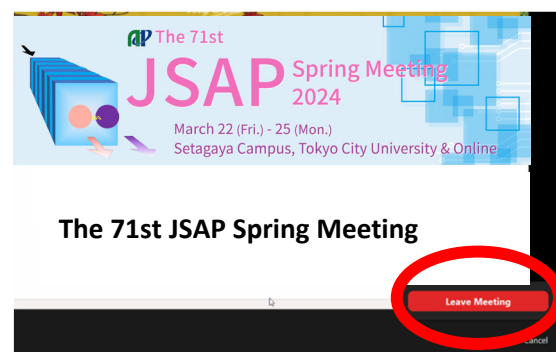 The 71st
JSAP Spring Meeting
2024
March 22 (Fri.) - 25 (Mon.)
Setagaya Campus, Tokyo City University & Online
The 71st JSAP Spring Meeting
Leave Meeting
Cancel